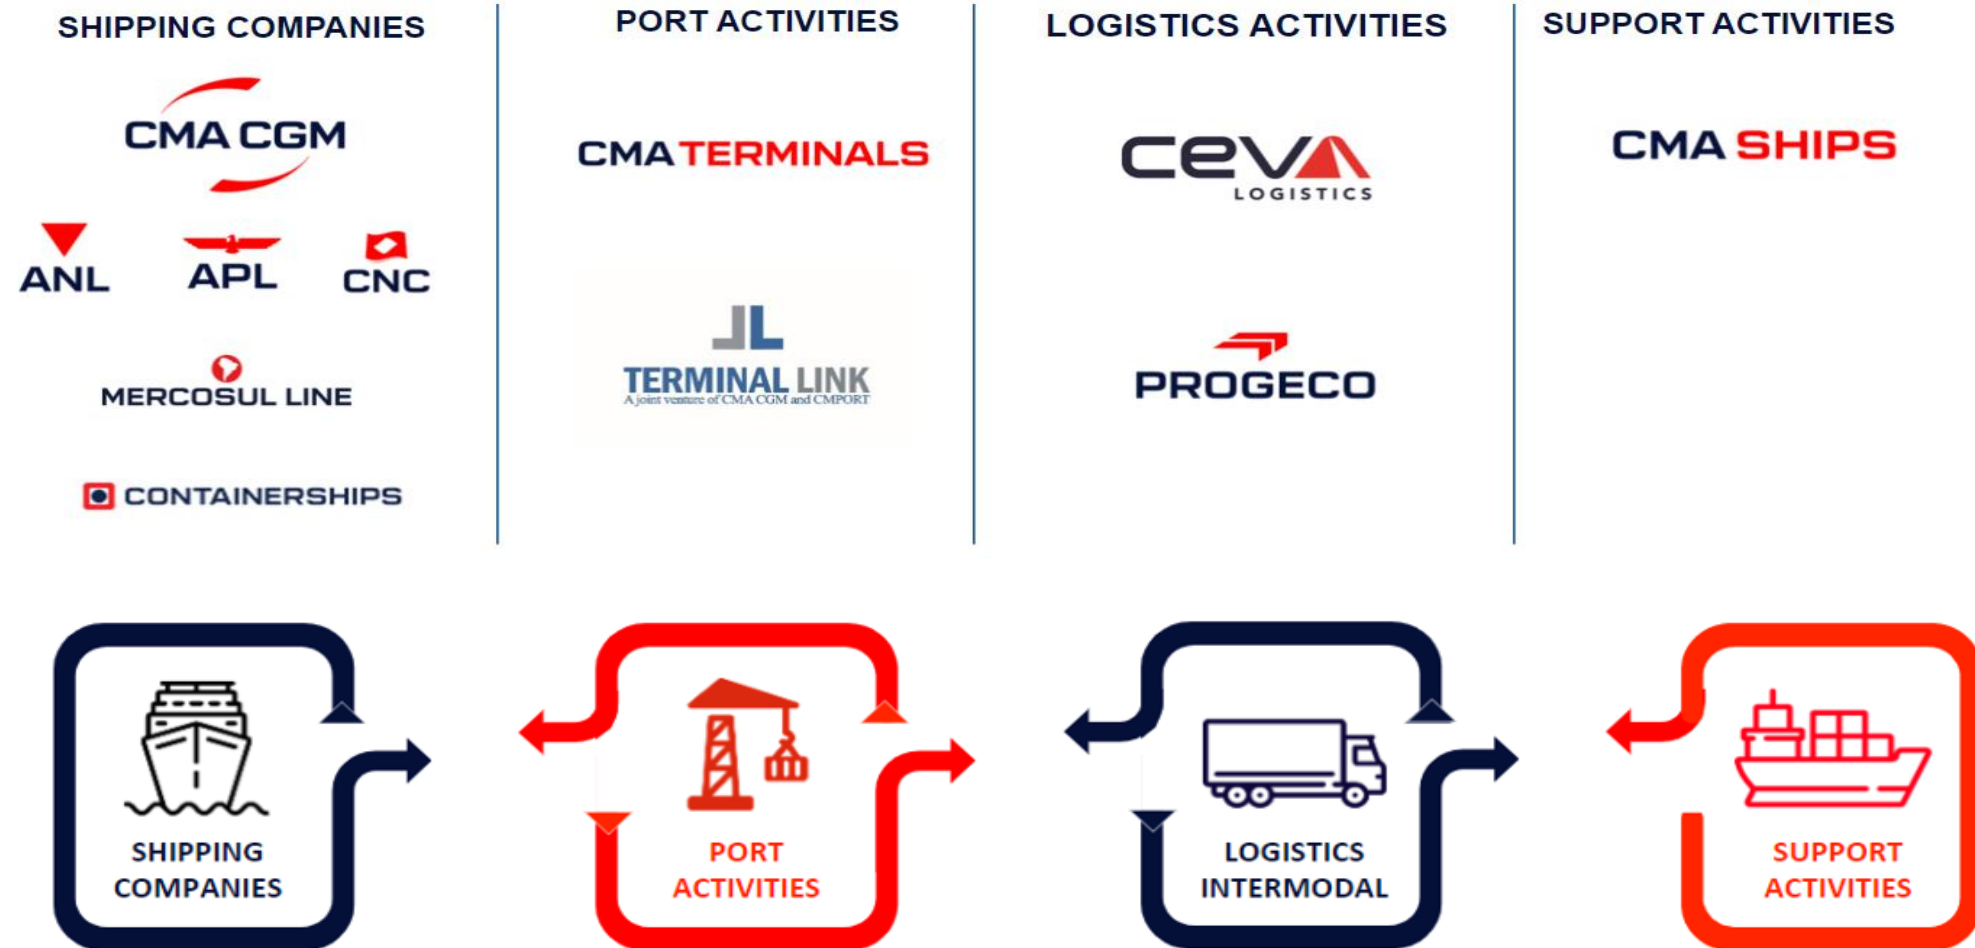 SHIPPING COMPANIES
CMA CGM
ANL
APL
CNC
MERCOSUL LINE
CONTAINERSHIPS
PORT ACTIVITIES
CMA TERMINALS
TERMINAL LINK
A joint venture of CMA CGM and CMPORT
LOGISTICS ACTIVITIES
CEVA
LOGISTICS
PROGECO
SUPPORT ACTIVITIES
CMA SHIPS
SHIPPING
COMPANIES
PORT
ACTIVITIES
LOGISTICS
INTERMODAL
SUPPORT
ACTIVITIES